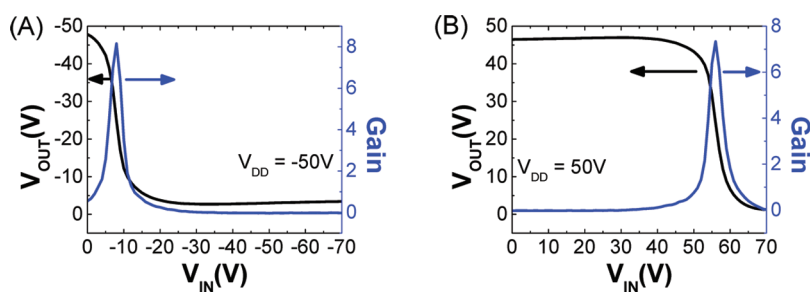 (A)
-50
-40
-30
-20
-10
0
V_OUT(V)
8
6
4
2
0
Gain
V_DD = -50V
0 -10 -20 -30 -40 -50 -60 -70
V_IN(V)
(B)
50
40
30
20
10
0
V_OUT(V)
8
6
4
2
0
Gain
V_DD = 50V
0 10 20 30 40 50 60 70
V_IN(V)